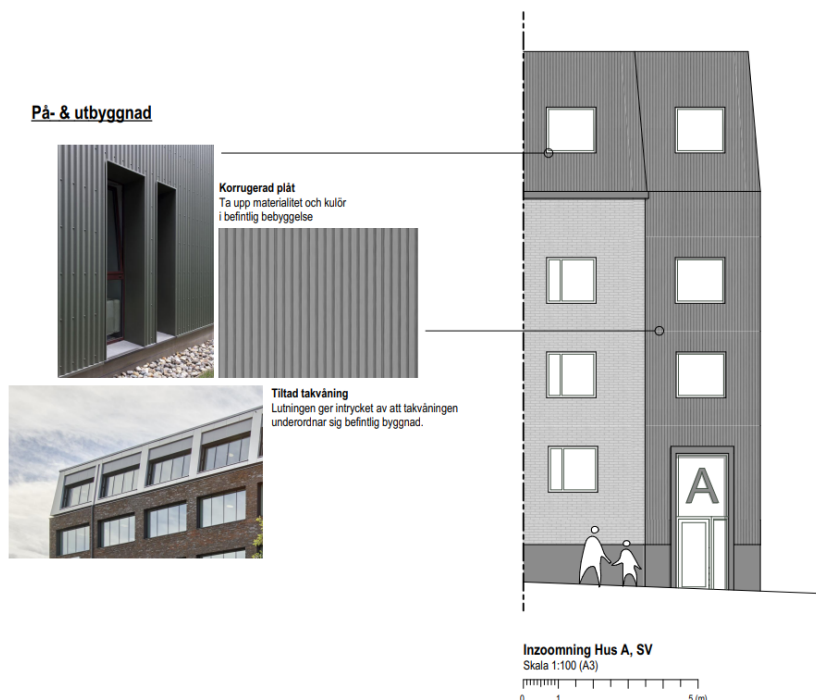 På- & utbyggnad
Korrugerad plåt
Ta upp materialitet och kulör
i befintlig bebyggelse
Tiltad takvåning
Lutningen ger intrycket av att takvåningen
underordnar sig befintlig byggnad.
A
Inzoomning Hus A, SV
Skala 1:100 (A3)
0 1 5 (m)